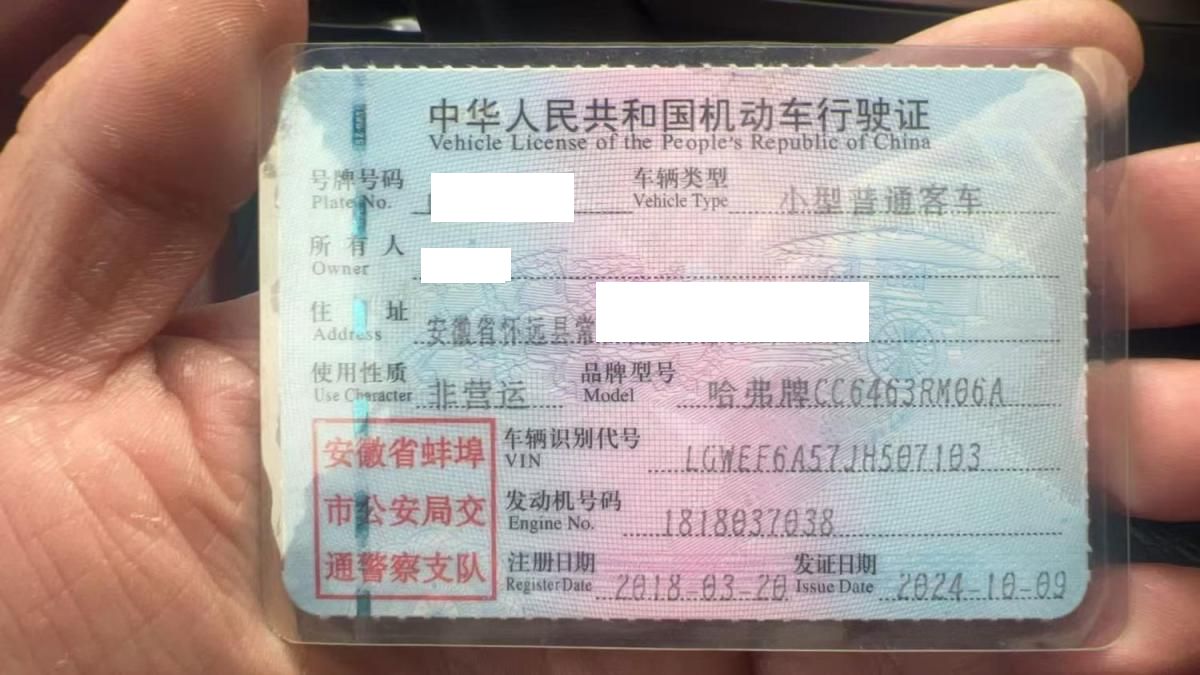 中华人民共和国机动车行驶证
Vehicle License of the People's Republic of China
号牌号码 Plate No. 车辆类型 Vehicle Type 小型普通客车
所有人 Owner
住址 Address 安徽省怀远县常
使用性质 Use Character 非营运 品牌型号 Model 哈弗牌CC6463RM06A
车辆识别代号 VIN LGWEF6A57JH507103
发动机号码 Engine No. 1818037038
注册日期 Register Date 2018-03-20 发证日期 Issue Date 2024-10-09
安徽省蚌埠
市公安局交
通警察支队